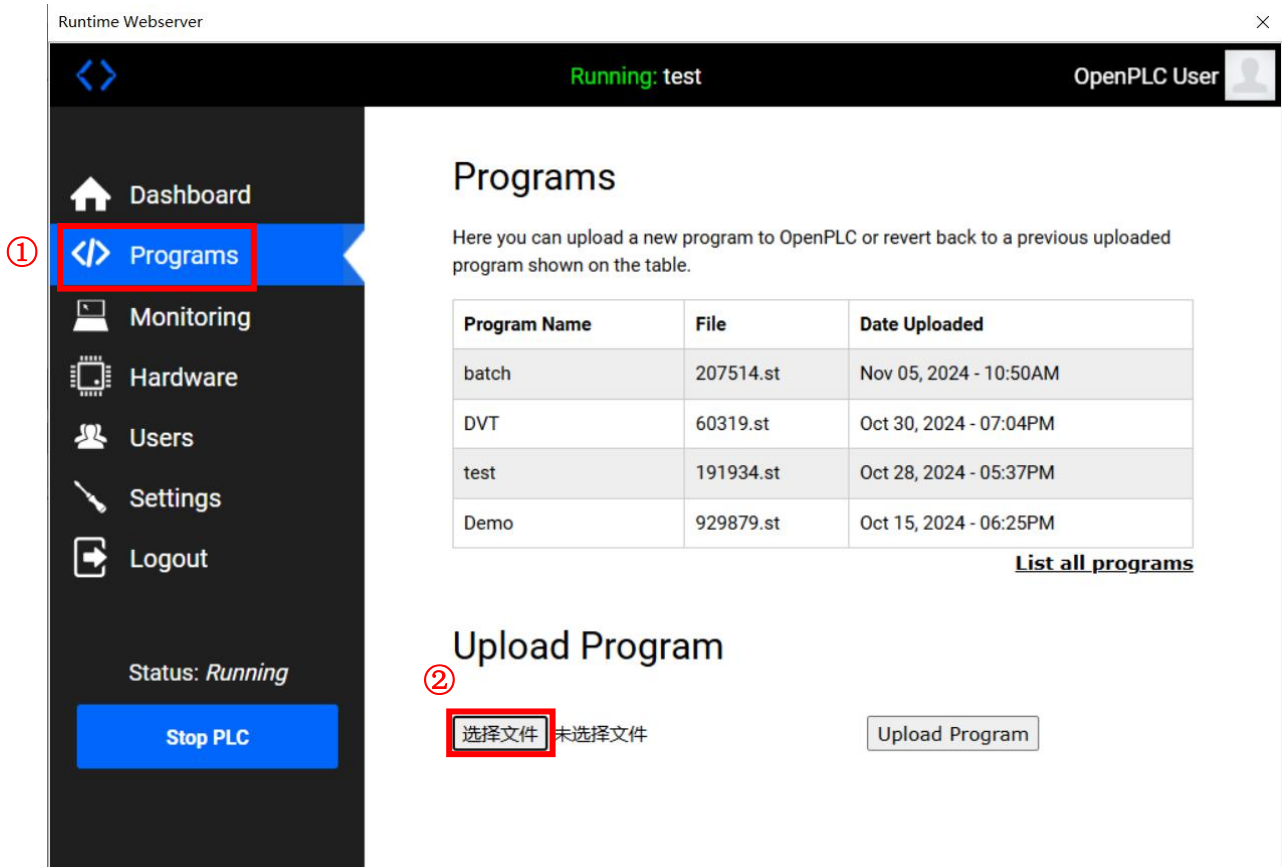 Runtime Webserver
Running: test
OpenPLC User
Dashboard
① Programs
Monitoring
Hardware
Users
Settings
Logout
Status: Running
Stop PLC
Programs
Here you can upload a new program to OpenPLC or revert back to a previous uploaded
program shown on the table.
Program Name File Date Uploaded
batch 207514.st Nov 05, 2024 - 10:50AM
DVT 60319.st Oct 30, 2024 - 07:04PM
test 191934.st Oct 28, 2024 - 05:37PM
Demo 929879.st Oct 15, 2024 - 06:25PM
List all programs
Upload Program
②
选择文件 未选择文件 Upload Program